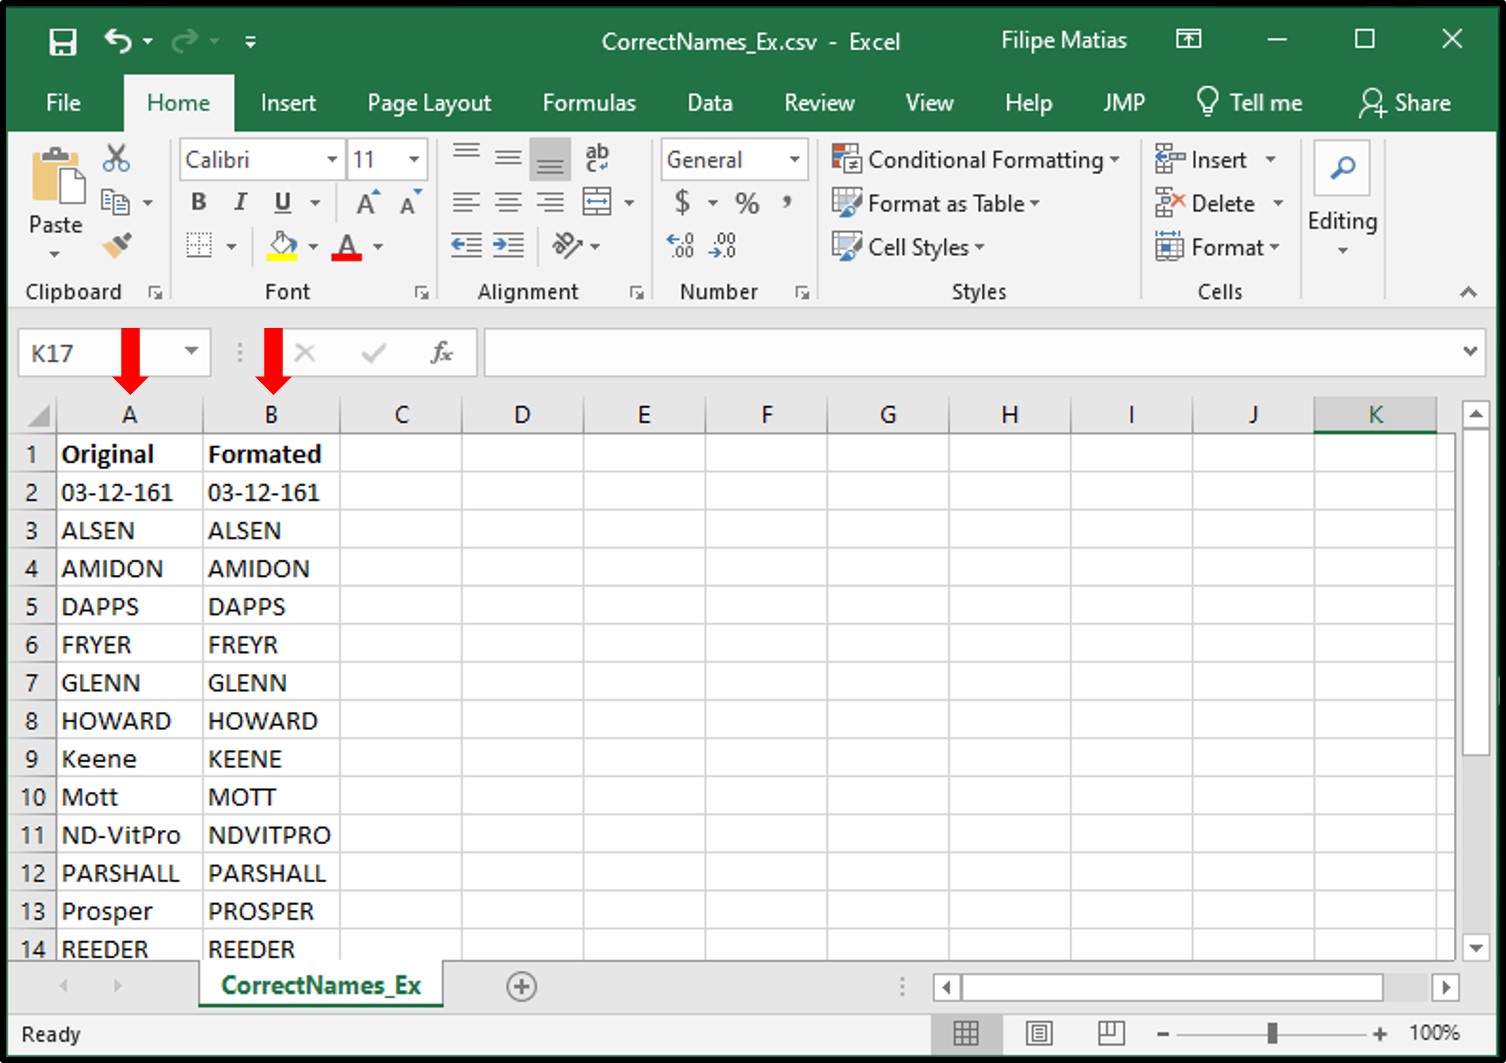 CorrectNames_Ex.csv - Excel
Filipe Matias
File Home Insert Page Layout Formulas Data Review View Help JMP Tell me Share
Paste
Clipboard
Calibri 11
B I U A A
A
Font
ab
c
Alignment
General
$ % ,
.0 .00 .00 .0
Number
Conditional Formatting
Format as Table
Cell Styles
Styles
Insert
Delete
Format
Cells
Editing
K17 fx
A B C D E F G H I J K
1 Original Formated
2 03-12-161 03-12-161
3 ALSEN ALSEN
4 AMIDON AMIDON
5 DAPPS DAPPS
6 FRYER FREYR
7 GLENN GLENN
8 HOWARD HOWARD
9 Keene KEENE
10 Mott MOTT
11 ND-VitPro NDVITPRO
12 PARSHALL PARSHALL
13 Prosper PROSPER
14 REEDER REEDER
CorrectNames_Ex
Ready 100%